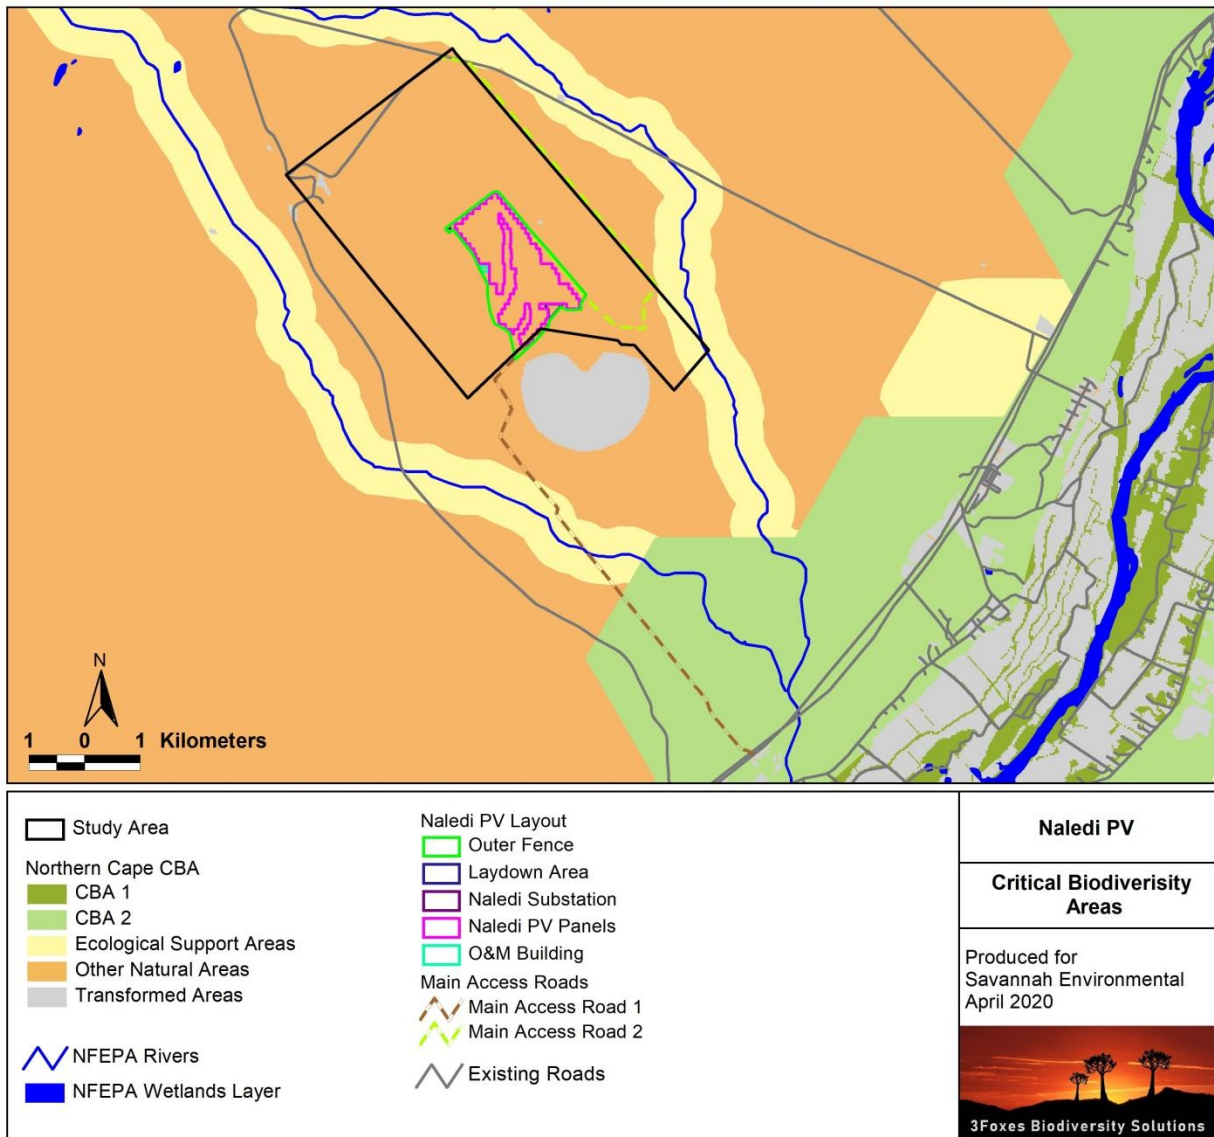 N
1 0 1 Kilometers
Study Area
Northern Cape CBA
CBA 1
CBA 2
Ecological Support Areas
Other Natural Areas
Transformed Areas
NFEPA Rivers
NFEPA Wetlands Layer
Naledi PV Layout
Outer Fence
Laydown Area
Naledi Substation
Naledi PV Panels
O&M Building
Main Access Roads
Main Access Road 1
Main Access Road 2
Existing Roads
Naledi PV
Critical Biodiverisity
Areas
Produced for
Savannah Environmental
April 2020
3Foxes Biodiversity Solutions